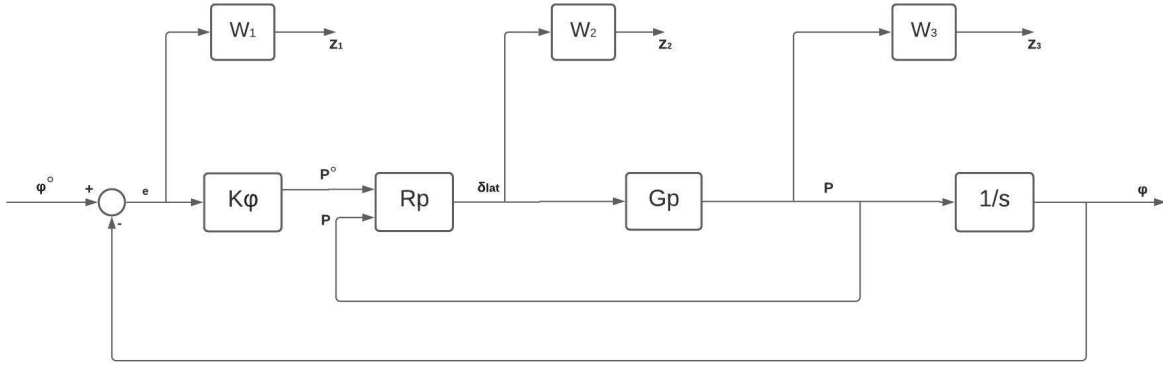 W₁
z₁
W₂
z₂
W₃
z₃
φ°
+
-
e
Kφ
P°
P
Rp
δlat
Gp
P
1/s
φ